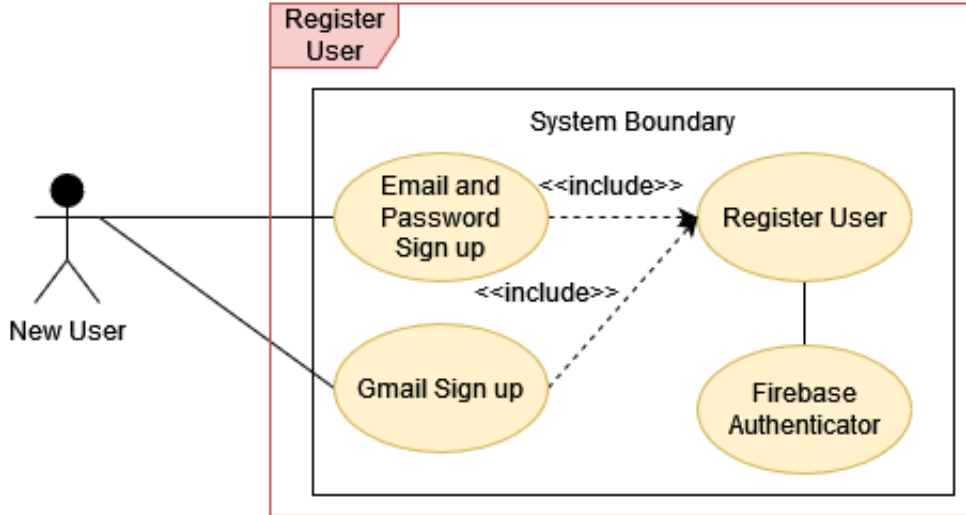 Register
User
System Boundary
Email and
Password
Sign up
<<include>>
Register User
<<include>>
New User
Gmail Sign up
Firebase
Authenticator